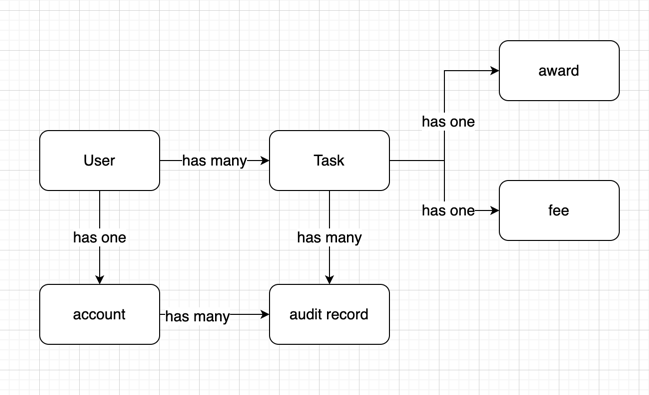 award
has one
User
has many
Task
has one
fee
has one
has many
account
has many
audit record